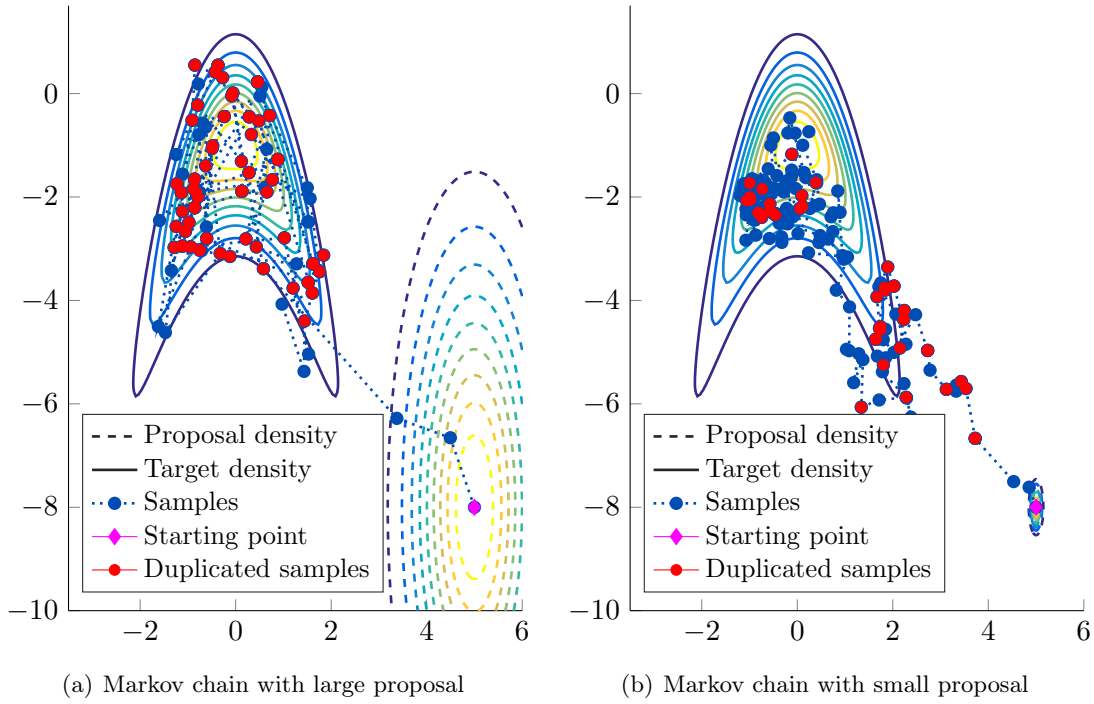 0
−2
−4
−6
−8
−10
−2 0 2 4 6
Proposal density
Target density
Samples
Starting point
Duplicated samples
(a) Markov chain with large proposal
0
−2
−4
−6
−8
−10
−2 0 2 4 6
Proposal density
Target density
Samples
Starting point
Duplicated samples
(b) Markov chain with small proposal